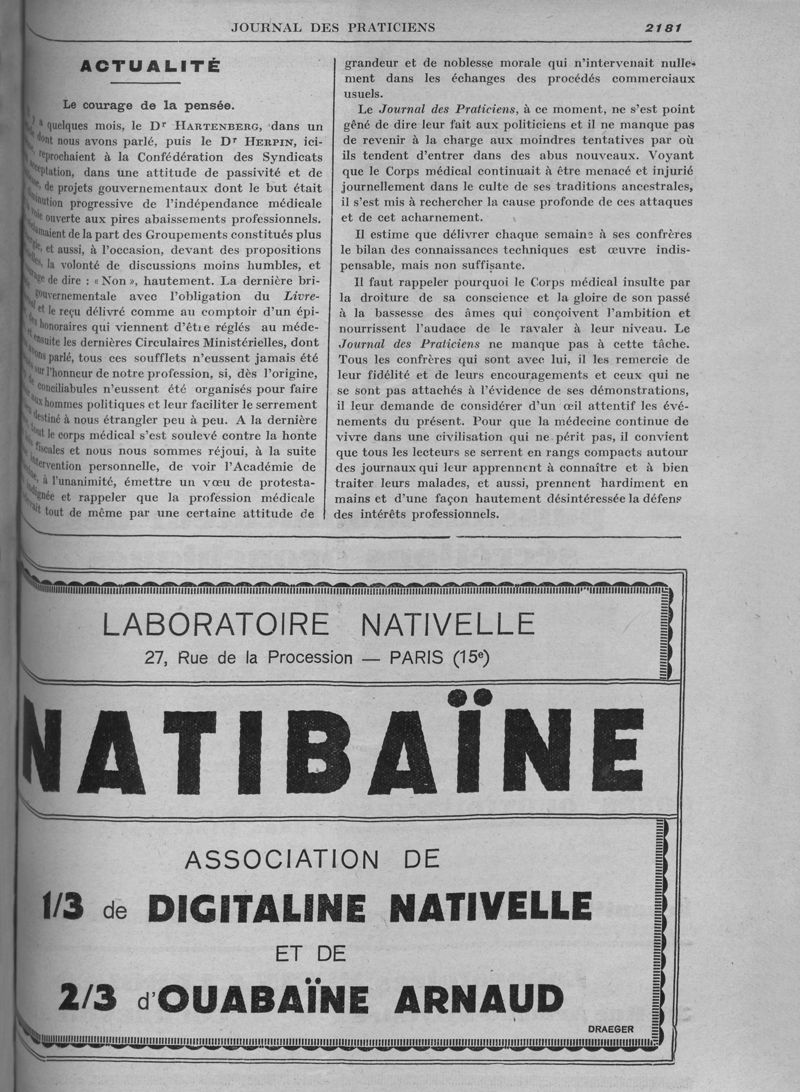 JOURNAL DES PRATICIENS
2181
ACTUALITÉ
Le courage de la pensée.
a quelques mois, le Dr HARTENBERG, dans un
dont nous avons parlé, puis le Dr HERPIN, ici-
reprochaient à la Confédération des Syndicats
dans une attitude de passivité et de
de projets gouvernementaux dont le but était
progressive de l'indépendance médicale
ouverte aux pires abaissements professionnels.
de la part des Groupements constitués plus
et aussi, à l'occasion, devant des propositions
la volonté de discussions moins humbles, et
de dire : « Non », hautement. La dernière bri-
gouvernementale avec l'obligation du Livre-
et le reçu délivré comme au comptoir d'un épi-
honoraires qui viennent d'être réglés au méde-
ensuite les dernières Circulaires Ministérielles, dont
parlé, tous ces soufflets n'eussent jamais été
sur l'honneur de notre profession, si, dès l'origine,
conciliabules n'eussent été organisés pour faire
aux hommes politiques et leur faciliter le serrement
destiné à nous étrangler peu à peu. A la dernière
le corps médical s'est soulevé contre la honte
fiscales et nous nous sommes réjoui, à la suite
personnelle, de voir l'Académie de
à l'unanimité, émettre un vœu de protesta-
et rappeler que la profession médicale
tout de même par une certaine attitude de
grandeur et de noblesse morale qui n'intervenait nulle-
ment dans les échanges des procédés commerciaux
usuels.
Le Journal des Praticiens, à ce moment, ne s'est point
gêné de dire leur fait aux politiciens et il ne manque pas
de revenir à la charge aux moindres tentatives par où
ils tendent d'entrer dans des abus nouveaux. Voyant
que le Corps médical continuait à être menacé et injurié
journellement dans le culte de ses traditions ancestrales,
il s'est mis à rechercher la cause profonde de ces attaques
et de cet acharnement.
Il estime que délivrer chaque semaine à ses confrères
le bilan des connaissances techniques est œuvre indis-
pensable, mais non suffisante.
Il faut rappeler pourquoi le Corps médical insulte par
la droiture de sa conscience et la gloire de son passé
à la bassesse des âmes qui conçoivent l'ambition et
nourrissent l'audace de le ravaler à leur niveau. Le
Journal des Praticiens ne manque pas à cette tâche.
Tous les confrères qui sont avec lui, il les remercie de
leur fidélité et de leurs encouragements et ceux qui ne
se sont pas attachés à l'évidence de ses démonstrations,
il leur demande de considérer d'un œil attentif les évé-
nements du présent. Pour que la médecine continue de
vivre dans une civilisation qui ne périt pas, il convient
que tous les lecteurs se serrent en rangs compacts autour
des journaux qui leur apprennent à connaître et à bien
traiter leurs malades, et aussi, prennent hardiment en
mains et d'une façon hautement désintéressée la défens
des intérêts professionnels.
LABORATOIRE NATIVELLE
27, Rue de la Procession — PARIS (15e)
NATIBAÏNE
ASSOCIATION DE
1/3 de DIGITALINE NATIVELLE
ET DE
2/3 d'OUABAÏNE ARNAUD
DRAEGER